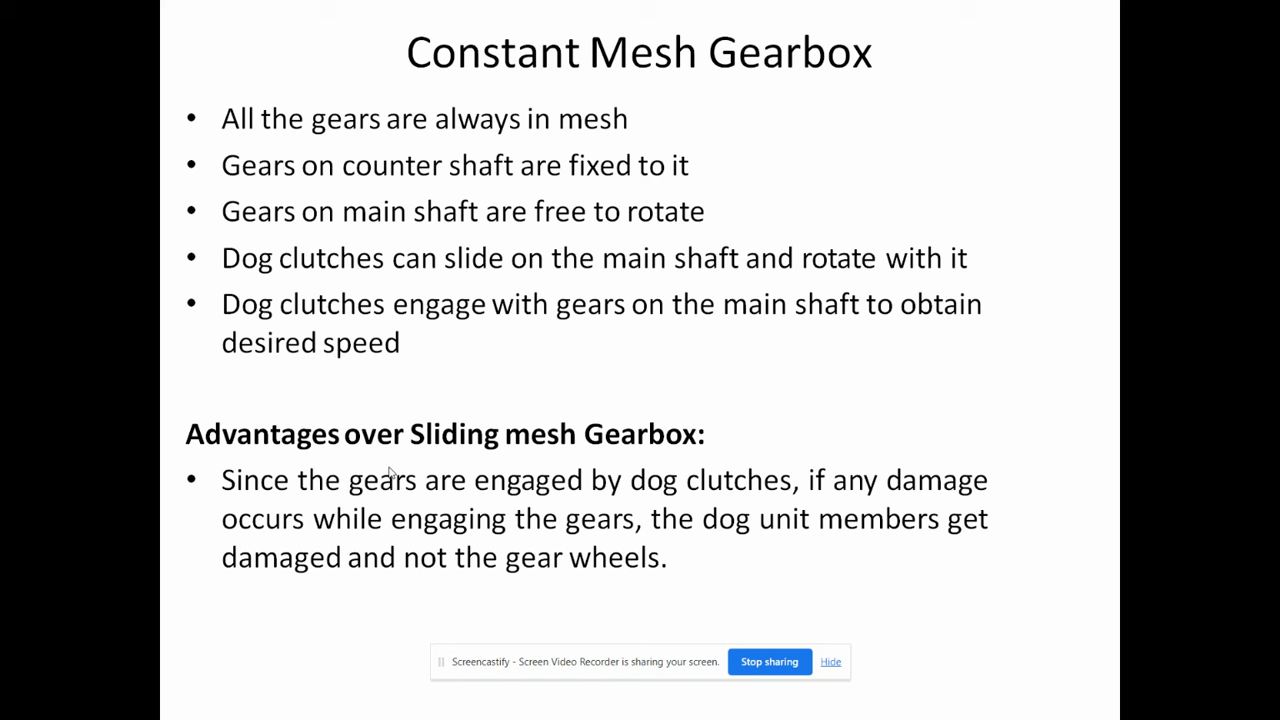 Constant Mesh Gearbox
• All the gears are always in mesh
• Gears on counter shaft are fixed to it
• Gears on main shaft are free to rotate
• Dog clutches can slide on the main shaft and rotate with it
• Dog clutches engage with gears on the main shaft to obtain
desired speed
Advantages over Sliding mesh Gearbox:
• Since the gears are engaged by dog clutches, if any damage
occurs while engaging the gears, the dog unit members get
damaged and not the gear wheels.
Screencastify - Screen Video Recorder is sharing your screen. Stop sharing Hide